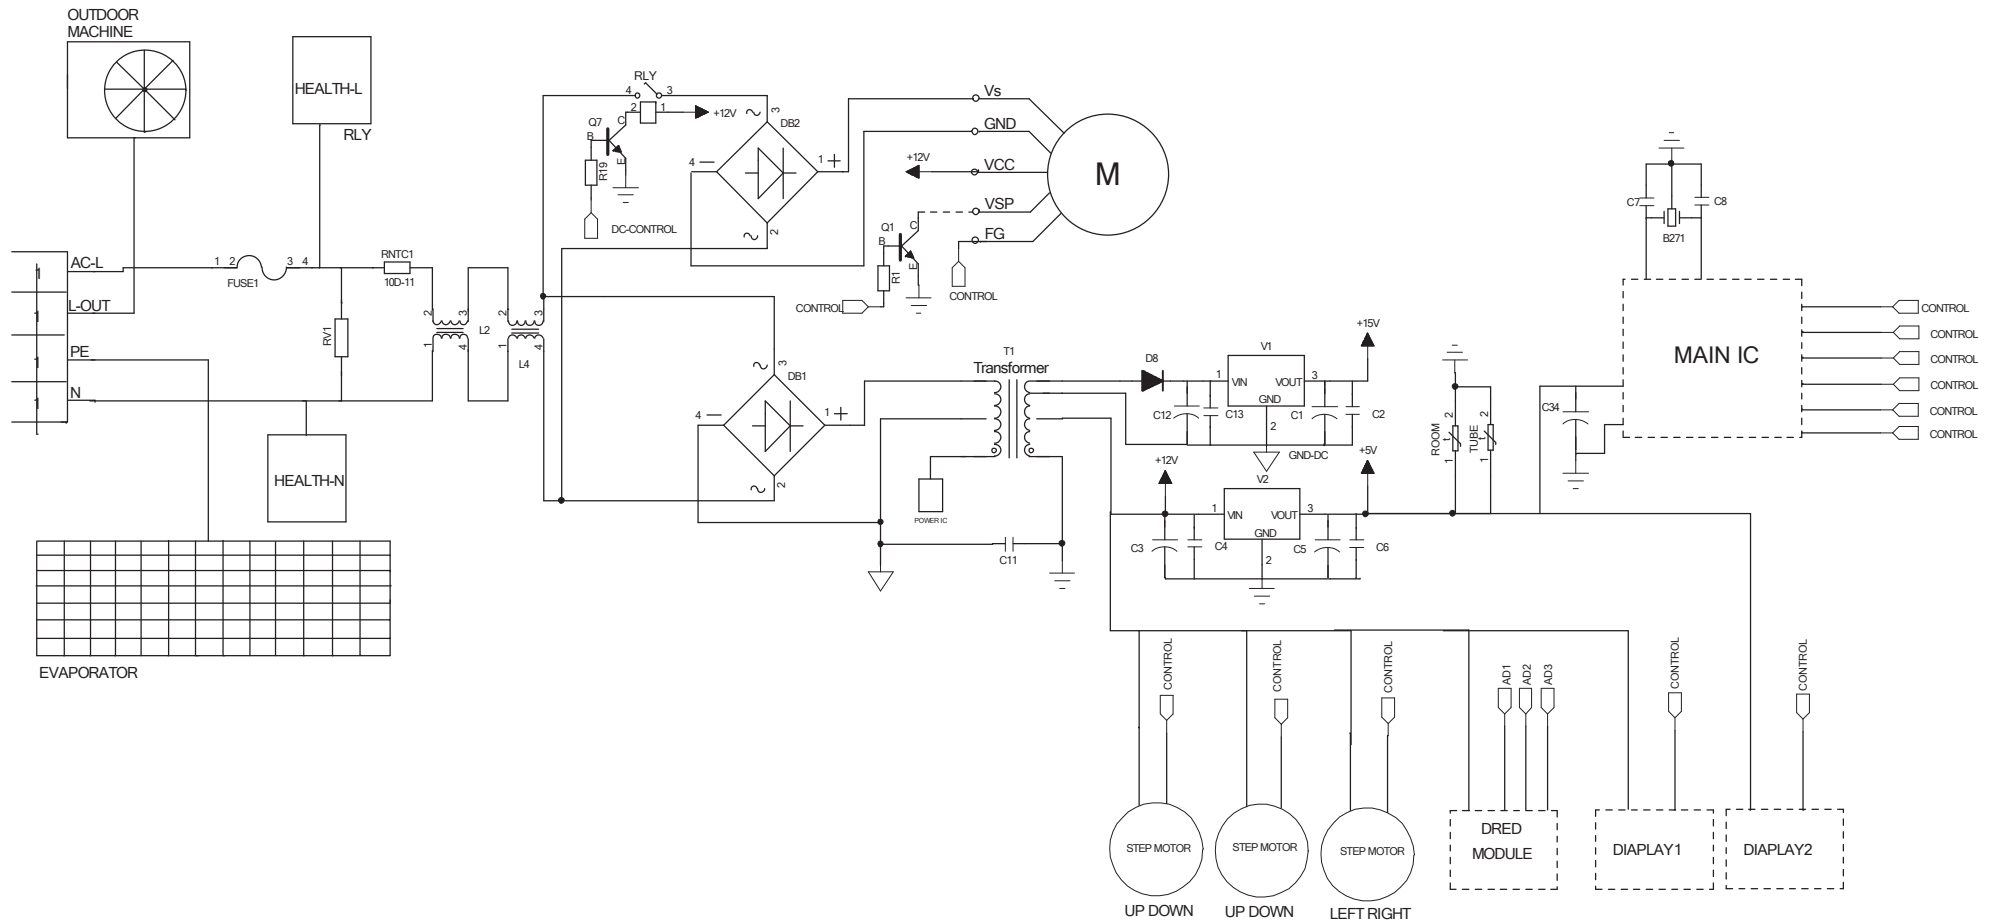 OUTDOOR
MACHINE
HEALTH-L
RLY
AC-L
1
L-OUT
1
PE
1
N
1
1 2
FUSE1
3 4
RNTC1
10D-11
RV1
2 3
1 4
L2
2 3
1 4
L4
HEALTH-N
EVAPORATOR
RLY
4 3
2 1
+12V
Q7
C
B
E
R19
DC-CONTROL
3
DB2
4 —
1 +
2
~
~
Vs
GND
+12V
VCC
VSP
FG
M
Q1
C
B
E
R1
CONTROL
CONTROL
3
DB1
4 —
1 +
2
~
~
T1
Transformer
POWER IC
C11
D8
V1
1
VIN
VOUT
3
GND
2
+15V
C12
C13
C1
C2
GND-DC
+12V
V2
1
VIN
VOUT
3
GND
2
+5V
C3
C4
C5
C6
ROOM
1 t 2
TUBE
1 t 2
C34
C7
C8
B271
MAIN IC
CONTROL
CONTROL
CONTROL
CONTROL
CONTROL
CONTROL
CONTROL
CONTROL
CONTROL
AD1
AD2
AD3
CONTROL
CONTROL
STEP MOTOR
UP DOWN
STEP MOTOR
UP DOWN
STEP MOTOR
LEFT RIGHT
DRED
MODULE
DIAPLAY1
DIAPLAY2